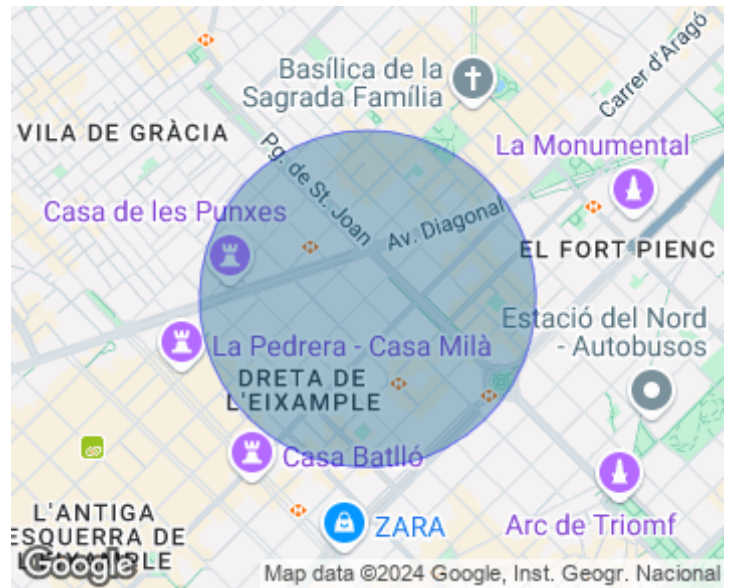 Basílica de la
Sagrada Família
Carrer d'Aragó
VILA DE GRÀCIA
Pg. de St. Joan
La Monumental
Casa de les Punxes
Av. Diagonal
EL FORT PIENC
Estació del Nord
- Autobusos
La Pedrera - Casa Milà
DRETA DE
L'EIXAMPLE
Casa Batlló
L'ANTIGA
ESQUERRA DE
L'EIXAMPLE
ZARA
Arc de Triomf
Google
Map data ©2024 Google, Inst. Geogr. Nacional